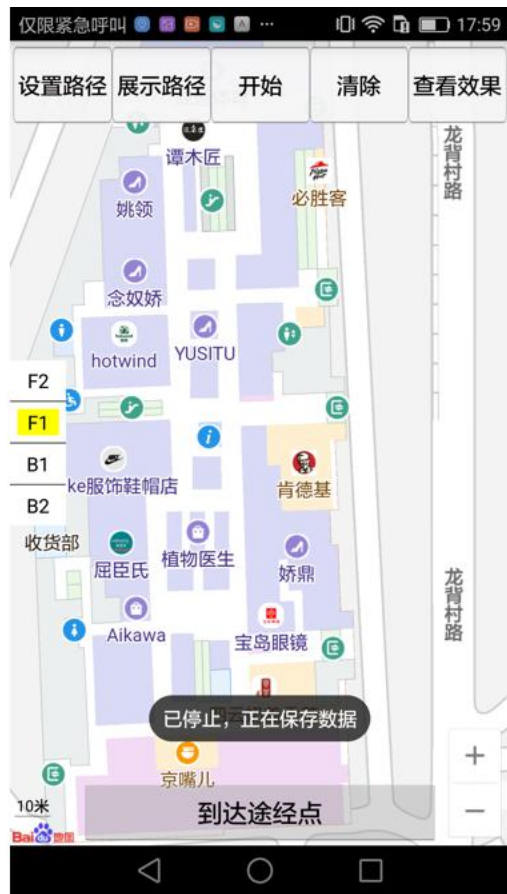 仅限紧急呼叫 ··· 17:59
设置路径 展示路径 开始 清除 查看效果
谭木匠
龙背村路
必胜客
姚领
念奴娇
hotwind
YUSITU
F2
F1
B1
B2
ke服饰鞋帽店
肯德基
收货部
屈臣氏
植物医生
娇鼎
龙背村路
Aikawa
宝岛眼镜
已停止，正在保存数据
京嘴儿
+
10米
到达途经点
−
Bai du 地图